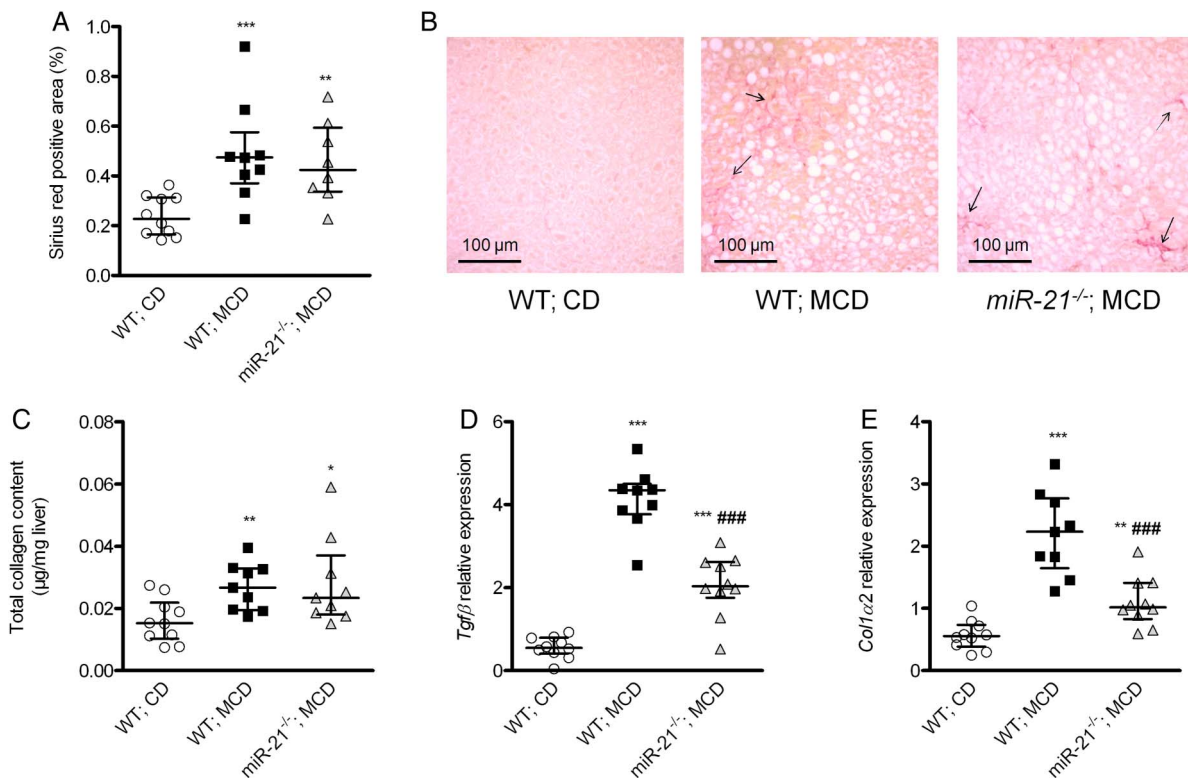 A
Sirius red positive area (%)
1.0
0.8
0.6
0.4
0.2
0.0
***
**
WT; CD
WT; MCD
miR-21-/-; MCD
B
100 µm
100 µm
100 µm
WT; CD
WT; MCD
miR-21-/-; MCD
C
Total collagen content
(µg/mg liver)
0.08
0.06
0.04
0.02
0.00
**
*
WT; CD
WT; MCD
miR-21-/-; MCD
D
Tgfβ relative expression
6
4
2
0
***
*** ###
WT; CD
WT; MCD
miR-21-/-; MCD
E
Col1α2 relative expression
4
3
2
1
0
***
** ###
WT; CD
WT; MCD
miR-21-/-; MCD